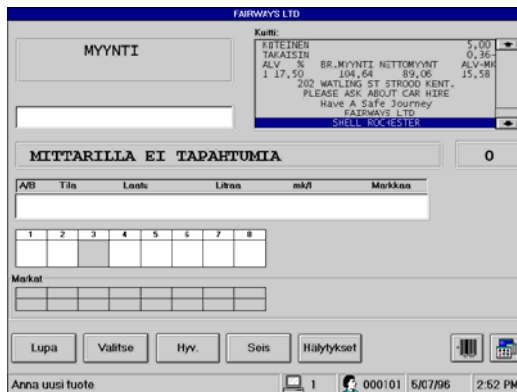 FAIRWAYS LTD
MYYNTI
Kuitti:
KOTEINEN 5,00
TAKAISIN 0,36-
ALV % BR.MYYNTI NETTOMYYNT ALV-MK
1 17,50 104,64 89,06 15,58
202 WATLING ST STROOD KENT.
PLEASE ASK ABOUT CAR HIRE
Have A Safe Journey
FAIRWAYS LTD
SHELL ROCHESTER
MITTARILLA EI TAPAHTUMIA 0
A/B Tila Laatu Litraa mk/l Markkaa
1 2 3 4 5 6 7 8
Markat
Lupa Valitse Hyv. Seis Hälytykset
Anna uusi tuote 1 000101 5/07/96 2:52 PM